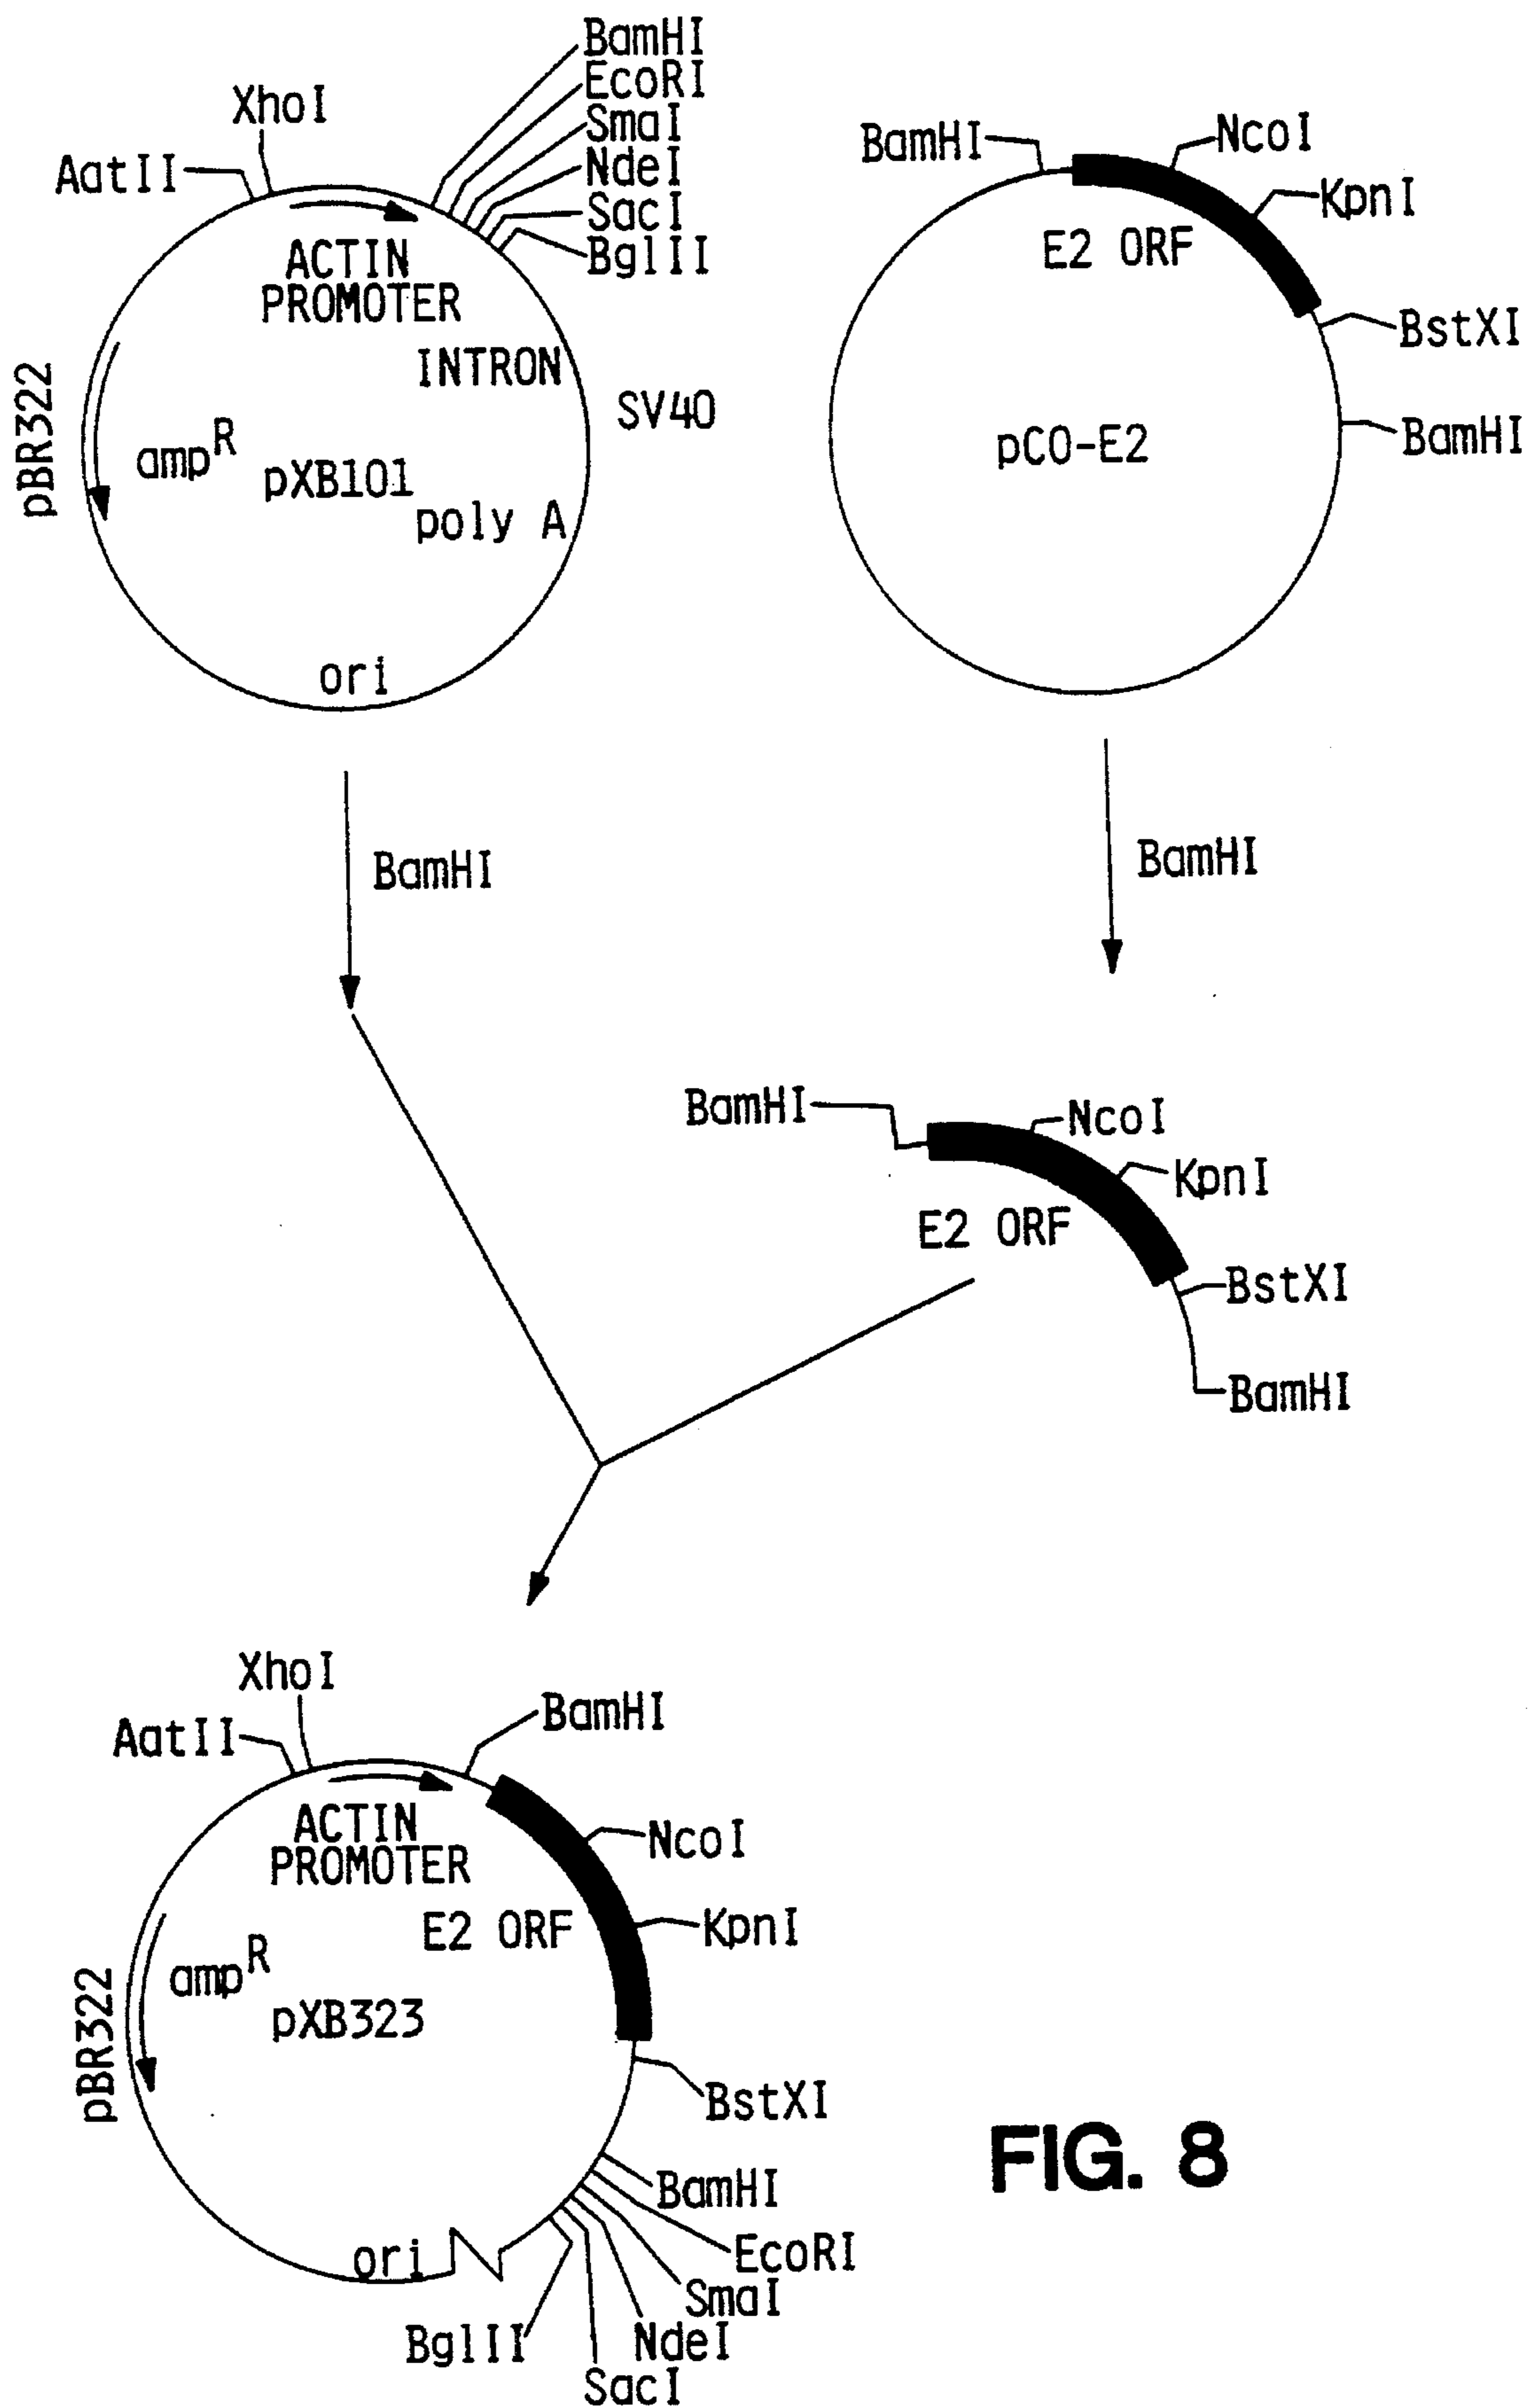 BamHI
EcoRI
SmaI
NdeI
SacI
BglII
XhoI
AatII
ACTIN
PROMOTER
INTRON
SV40
pBR322
ampR
pXB101
poly A
ori
BamHI
NcoI
KpnI
E2 ORF
BstXI
BamHI
pCO-E2
BamHI
BamHI
BamHI
NcoI
KpnI
E2 ORF
BstXI
BamHI
XhoI
AatII
BamHI
ACTIN
PROMOTER
NcoI
E2 ORF
KpnI
pBR322
ampR
pXB323
BstXI
BamHI
EcoRI
SmaI
NdeI
SacI
BglII
ori
FIG. 8